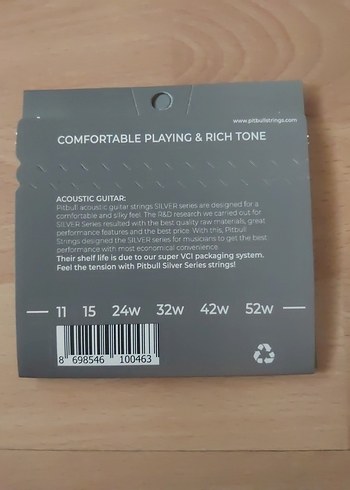 www.pitbullstrings.com
COMFORTABLE PLAYING & RICH TONE
ACOUSTIC GUITAR:
Pitbull acoustic guitar strings SILVER series are designed for a
comfortable and silky feel. The R&D research we carried out for
SILVER Series resulted with the best quality raw materials, great
performance features and the best price. With this, Pitbull
Strings designed the SILVER series for musicians to get the best
performance with most economical convenience.
Their shelf life is due to our super VCI packaging system.
Feel the tension with Pitbull Silver Series strings!
11 15 24w 32w 42w 52w
8 698546 100463